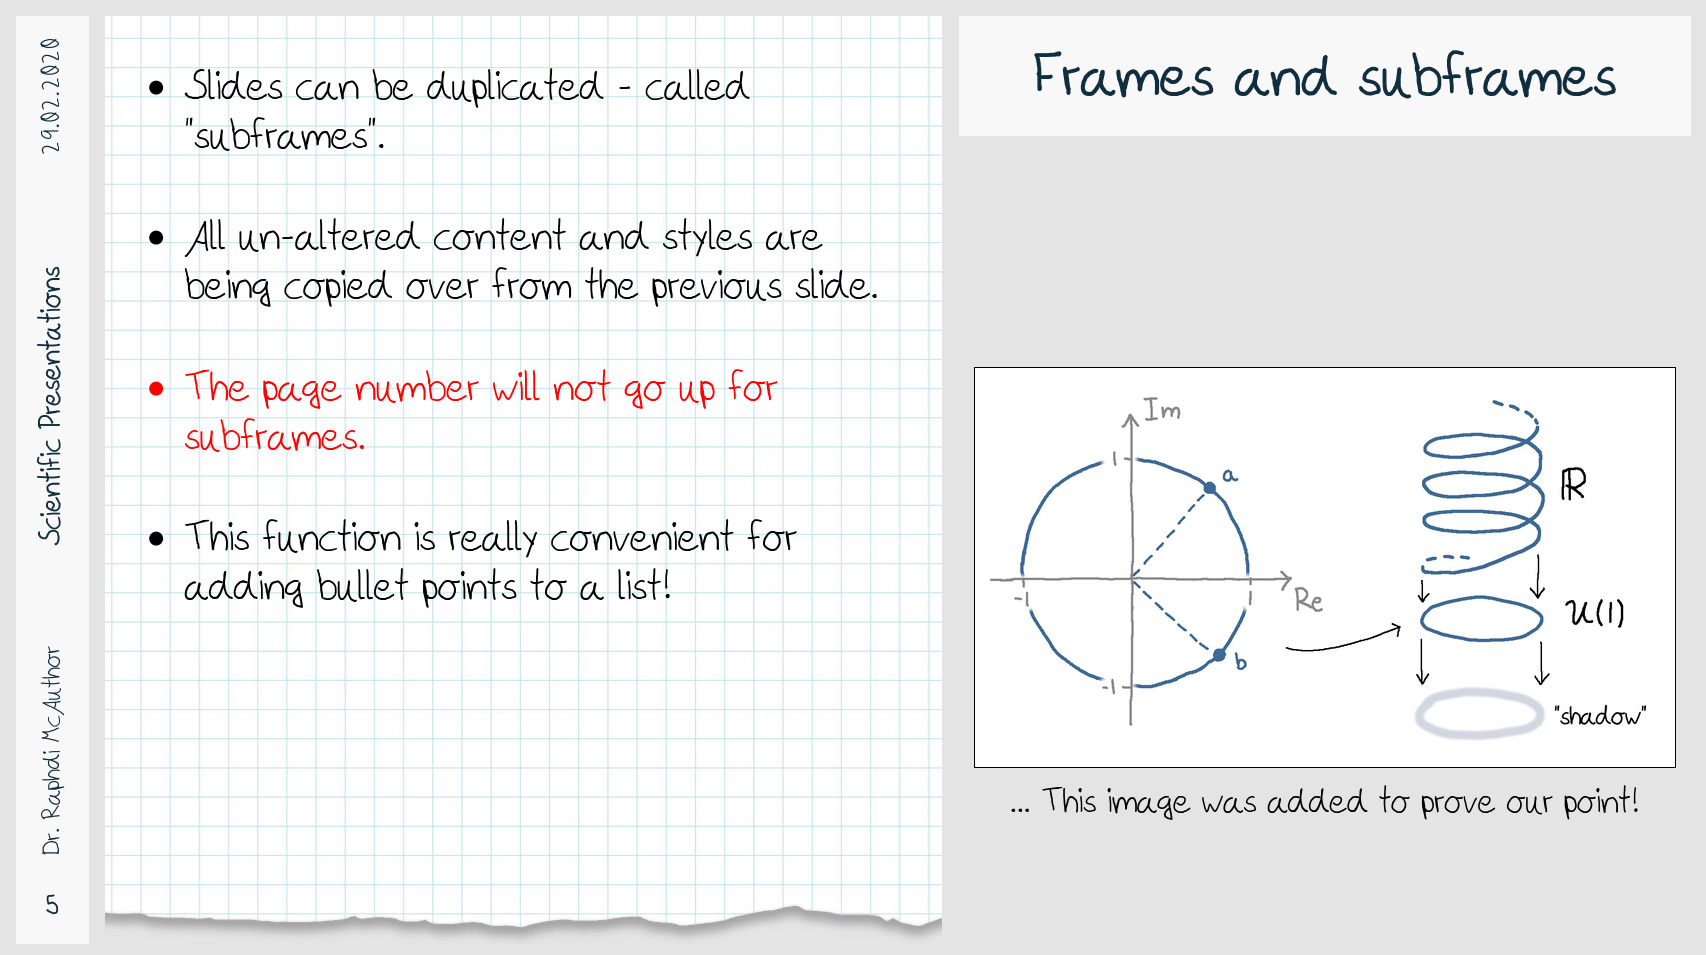 29.02.2020
Scientific Presentations
Dr. Raphdi McAuthor
5
• Slides can be duplicated - called
"subframes".
• All un-altered content and styles are
being copied over from the previous slide.
• The page number will not go up for
subframes.
• This function is really convenient for
adding bullet points to a list!
Frames and subframes
Im
1
a
ℝ
-1
1
Re
U(1)
b
-1
"shadow"
... This image was added to prove our point!